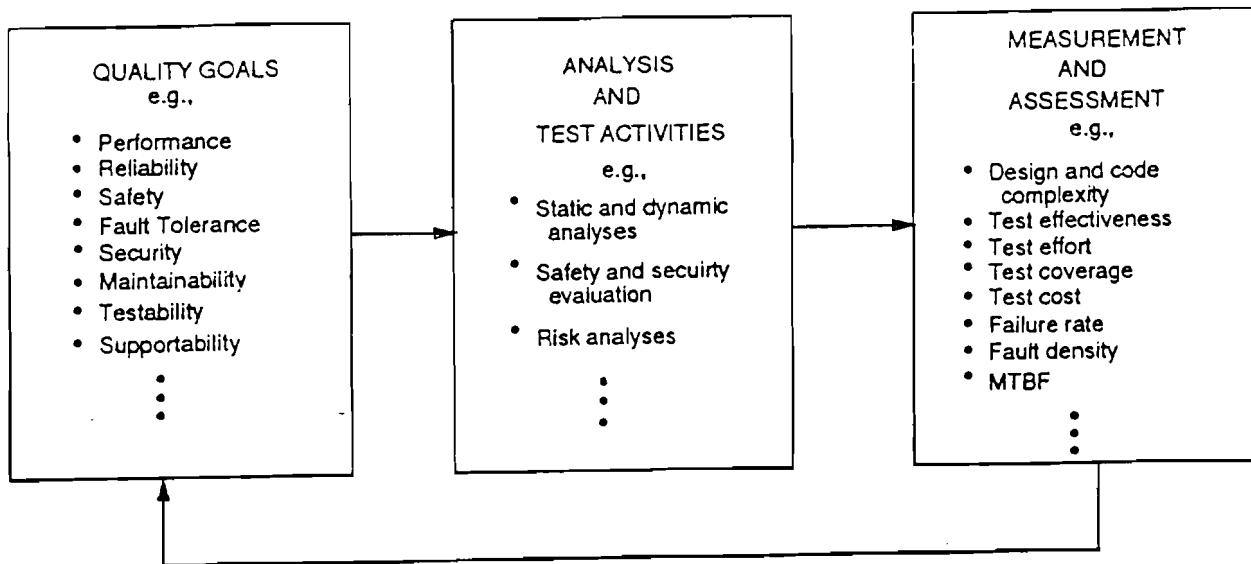 QUALITY GOALS
e.g.,
• Performance
• Reliability
• Safety
• Fault Tolerance
• Security
• Maintainability
• Testability
• Supportability
ANALYSIS
AND
TEST ACTIVITIES
e.g.,
• Static and dynamic
analyses
• Safety and secuirty
evaluation
• Risk analyses
MEASUREMENT
AND
ASSESSMENT
e.g.,
• Design and code
complexity
• Test effectiveness
• Test effort
• Test coverage
• Test cost
• Failure rate
• Fault density
• MTBF